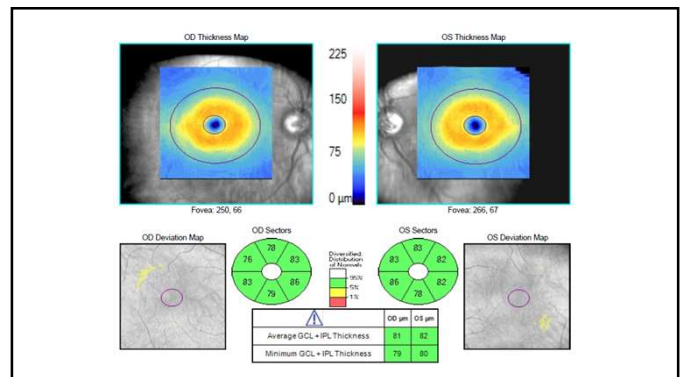 OD Thickness Map
OS Thickness Map
225
150
75
0 µm
Fovea: 250, 66
Fovea: 266, 67
OD Deviation Map
OD Sectors
OS Sectors
OS Deviation Map
78
76
83
83
86
79
Diversified:
Distribution
of Normals
95%
5%
1%
83
83
82
86
82
78
OD µm
OS µm
Average GCL + IPL Thickness
81
82
Minimum GCL + IPL Thickness
79
80